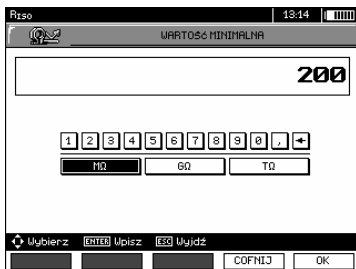 RISO 13:14
WARTOŚĆ MINIMALNA
200
1 2 3 4 5 6 7 8 9 0 ,
MΩ GΩ TΩ
Wybierz ENTER Wpisz ESC Wyjdź
COFNIJ OK